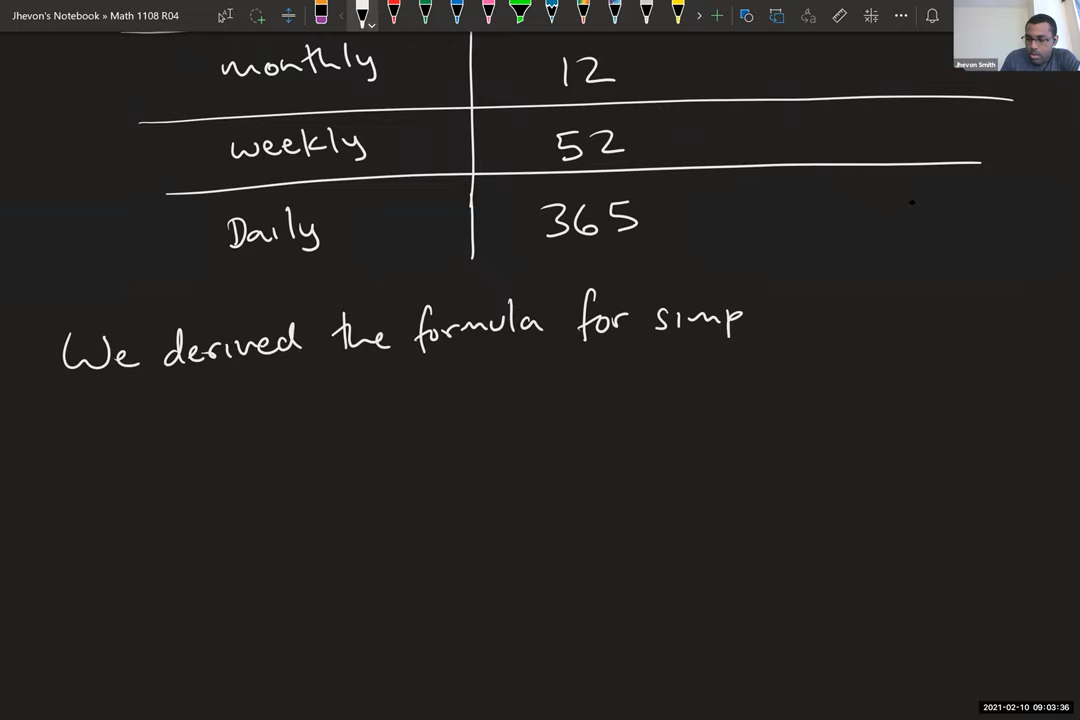 Jhevon's Notebook » Math 1108 R04
Jhevon Smith
monthly 12
weekly 52
Daily 365
We derived the formula for simp
2021-02-10 09:03:36